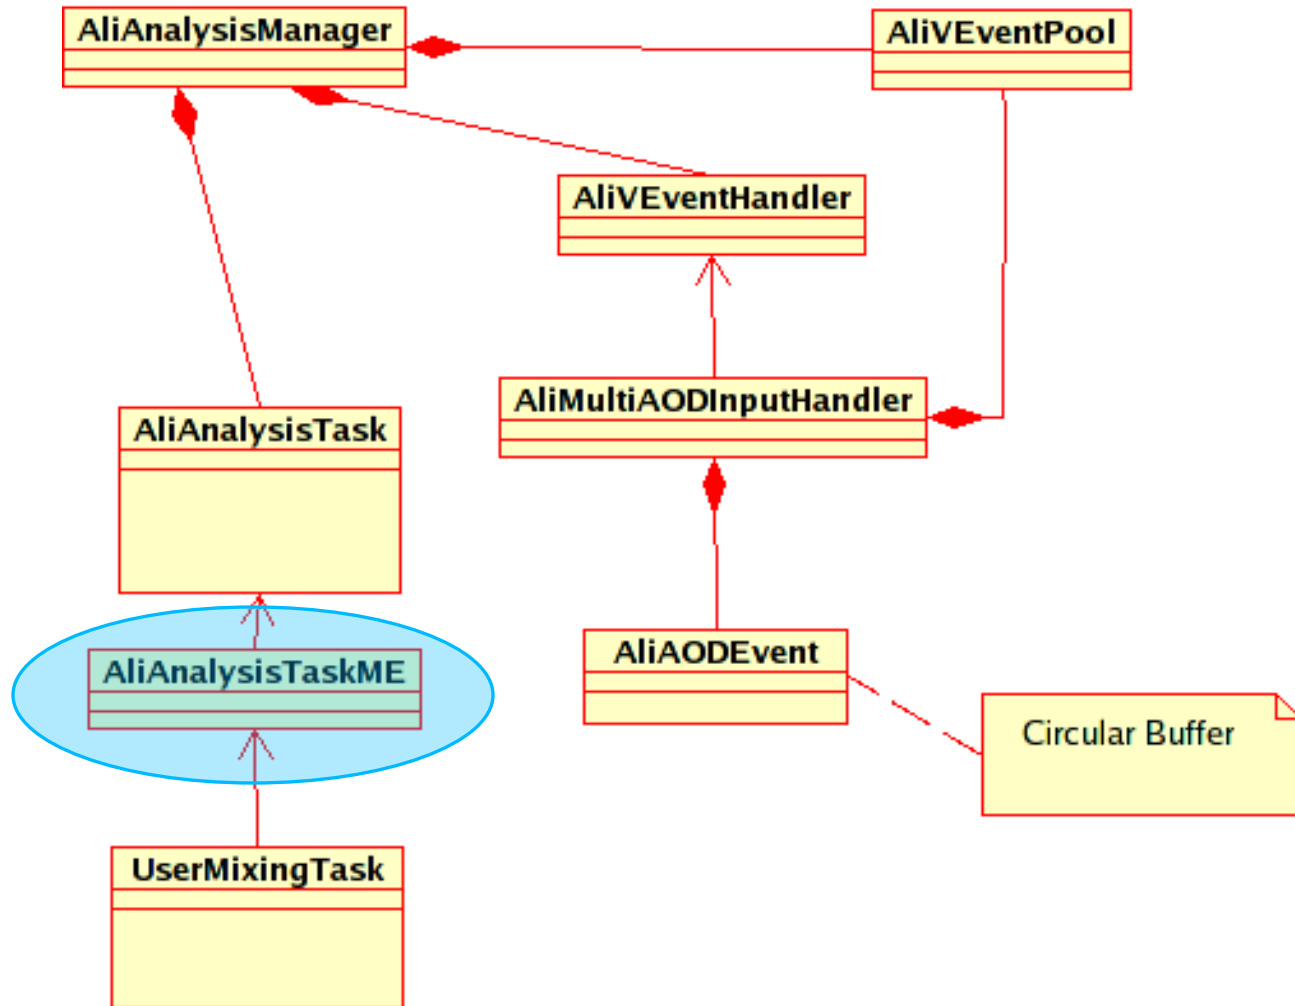 AliAnalysisManager
AliVEventPool
AliVEventHandler
AliMultiAODInputHandler
AliAnalysisTask
AliAODEvent
AliAnalysisTaskME
Circular Buffer
UserMixingTask